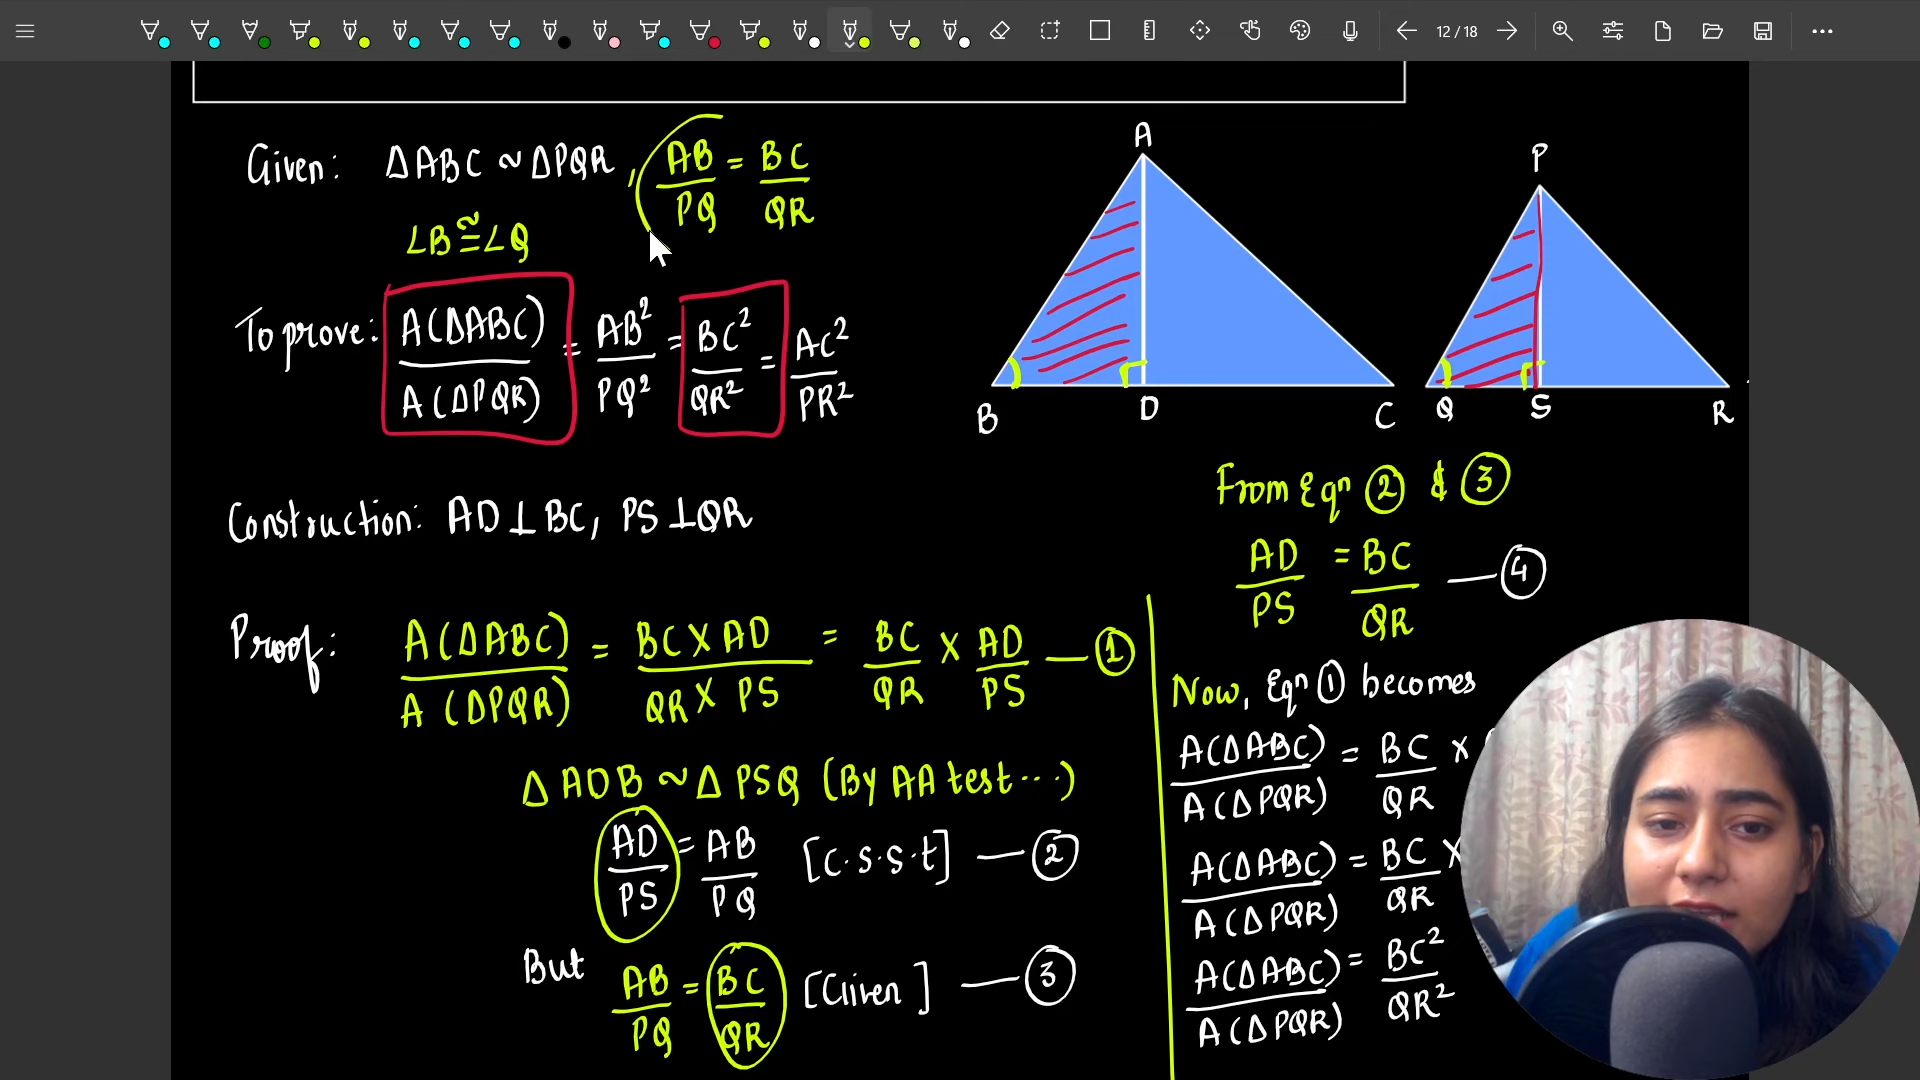 12 / 18
Given: ΔABC ~ ΔPQR, AB/PQ = BC/QR
∠B ≅ ∠Q
To prove: A(ΔABC)/A(ΔPQR) = AB²/PQ² = BC²/QR² = AC²/PR²
Construction: AD ⊥ BC, PS ⊥ QR
Proof: A(ΔABC)/A(ΔPQR) = BC X AD/QR X PS = BC/QR X AD/PS — ①
ΔADB ~ Δ PSQ (By AA test...)
AD/PS = AB/PQ [c.s.s.t] — ②
But AB/PQ = BC/QR [Given] — ③
A
B
D
C
P
Q
S
R
From Eqⁿ ② & ③
AD/PS = BC/QR — ④
Now, Eqⁿ ① becomes
A(ΔABC)/A(ΔPQR) = BC/QR X
A(ΔABC)/A(ΔPQR) = BC/QR X
A(ΔABC)/A(ΔPQR) = BC²/QR²